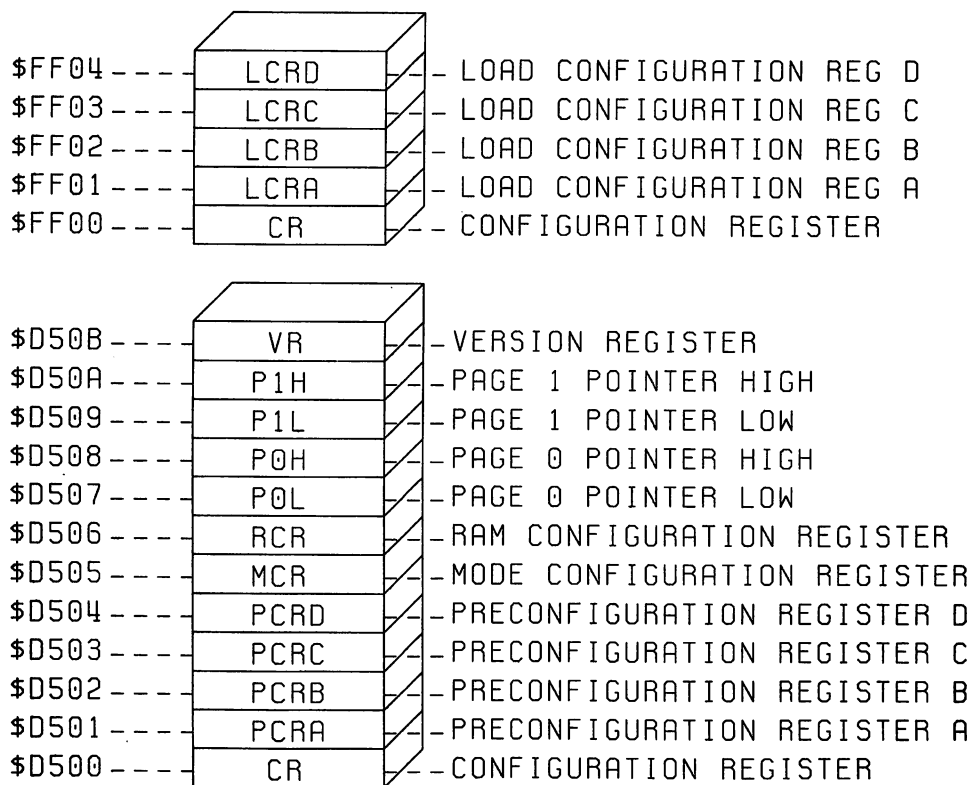 $FF04 ---- LCRD -- LOAD CONFIGURATION REG D
$FF03 ---- LCRC -- LOAD CONFIGURATION REG C
$FF02 ---- LCRB -- LOAD CONFIGURATION REG B
$FF01 ---- LCRA -- LOAD CONFIGURATION REG A
$FF00 ---- CR -- CONFIGURATION REGISTER
$D50B ---- VR -- VERSION REGISTER
$D50A ---- P1H -- PAGE 1 POINTER HIGH
$D509 ---- P1L -- PAGE 1 POINTER LOW
$D508 ---- P0H -- PAGE 0 POINTER HIGH
$D507 ---- P0L -- PAGE 0 POINTER LOW
$D506 ---- RCR -- RAM CONFIGURATION REGISTER
$D505 ---- MCR -- MODE CONFIGURATION REGISTER
$D504 ---- PCRD -- PRECONFIGURATION REGISTER D
$D503 ---- PCRC -- PRECONFIGURATION REGISTER C
$D502 ---- PCRB -- PRECONFIGURATION REGISTER B
$D501 ---- PCRA -- PRECONFIGURATION REGISTER A
$D500 ---- CR -- CONFIGURATION REGISTER